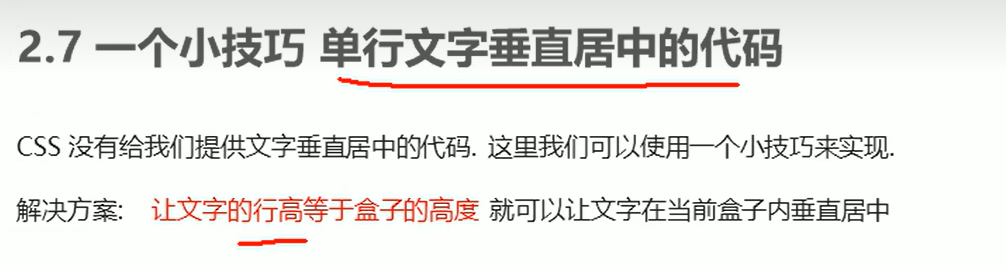 2.7 一个小技巧 单行文字垂直居中的代码
CSS 没有给我们提供文字垂直居中的代码. 这里我们可以使用一个小技巧来实现.
解决方案: 让文字的行高等于盒子的高度 就可以让文字在当前盒子内垂直居中